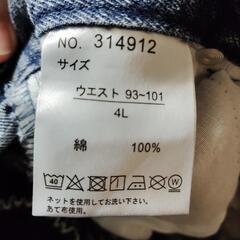 NO. 314912
サイズ
ウエスト 93~101
4L
綿 100%
40
P
W
ネットを使用して洗い下さい。
あて布使用。